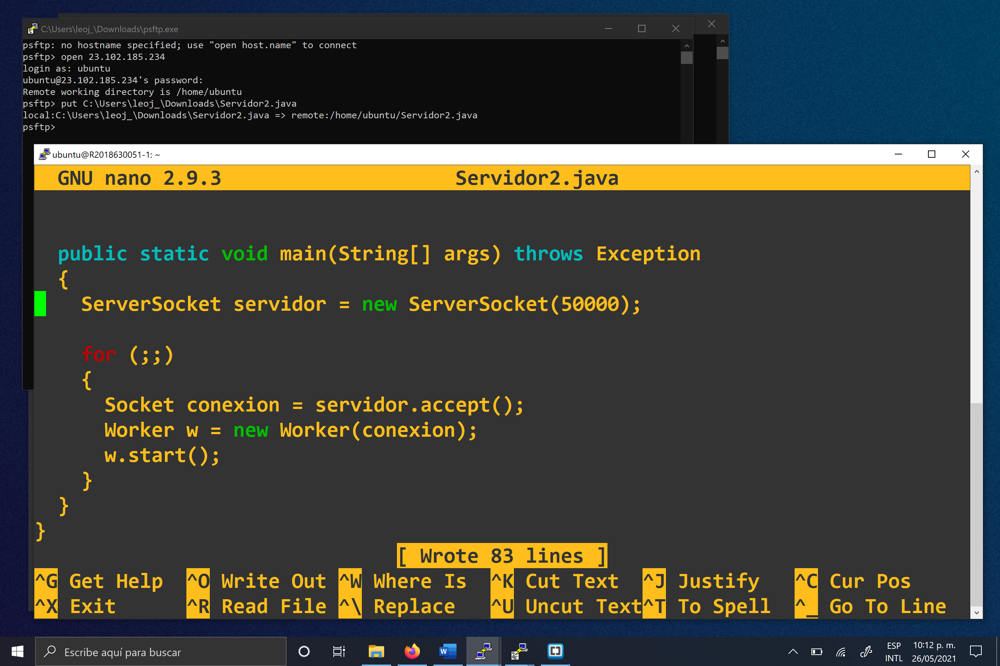 C:\Users\leoj_\Downloads\psftp.exe
psftp: no hostname specified; use "open host.name" to connect
psftp> open 23.102.185.234
login as: ubuntu
ubuntu@23.102.185.234's password:
Remote working directory is /home/ubuntu
psftp> put C:\Users\leoj_\Downloads\Servidor2.java
local:C:\Users\leoj_\Downloads\Servidor2.java => remote:/home/ubuntu/Servidor2.java
psftp>
ubuntu@R2018630051-1: ~
GNU nano 2.9.3 Servidor2.java
public static void main(String[] args) throws Exception
{
ServerSocket servidor = new ServerSocket(50000);
for (;;)
{
Socket conexion = servidor.accept();
Worker w = new Worker(conexion);
w.start();
}
}
}
[ Wrote 83 lines ]
^G Get Help ^O Write Out ^W Where Is ^K Cut Text ^J Justify ^C Cur Pos
^X Exit ^R Read File ^\ Replace ^U Uncut Text ^T To Spell ^_ Go To Line
Escribe aquí para buscar
W
ESP
INTL
10:12 p. m.
26/05/2021